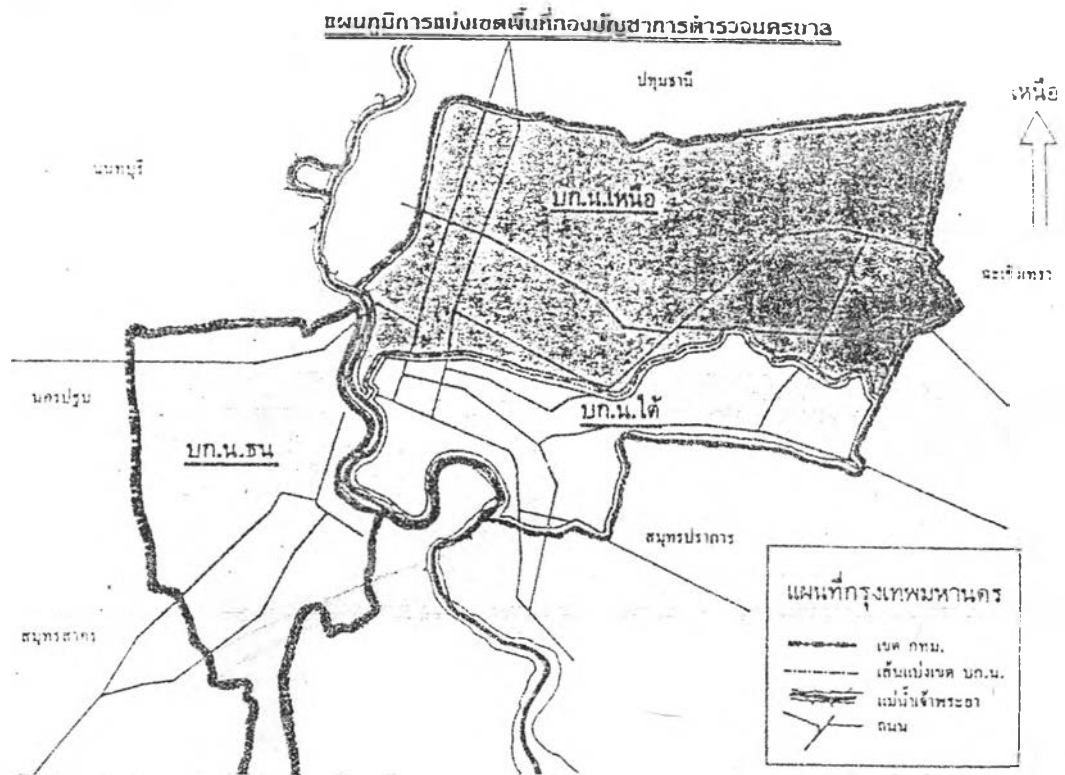 แผนภูมิการแบ่งเขตพื้นที่กองบัญชาการตำรวจนครบาล
ปทุมธานี
เหนือ
นนทบุรี
บก.น.เหนือ
ฉะเชิงเทรา
นครปฐม
บก.น.ใต้
บก.น.ธน
สมุทรปราการ
สมุทรสาคร
แผนที่กรุงเทพมหานคร
เขต กทม.
เส้นแบ่งเขต บก.น.
แม่น้ำเจ้าพระยา
ถนน